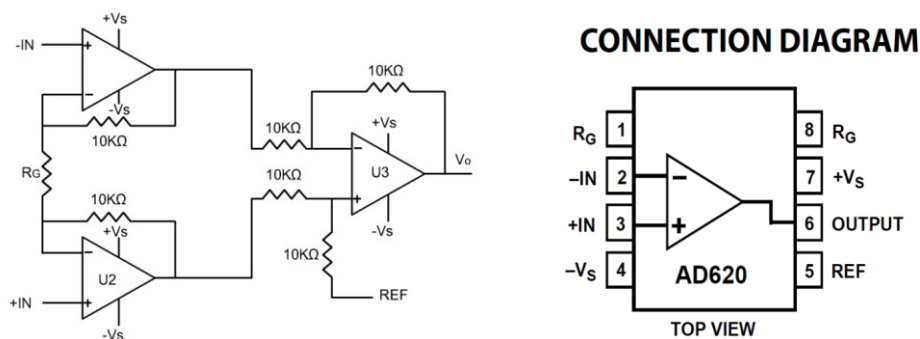 +Vs
-IN
+
−
-Vs
10KΩ
RG
10KΩ
−
+Vs
U2
+IN
+
-Vs
10KΩ
10KΩ
+Vs
−
U3
Vo
10KΩ
+
-Vs
10KΩ
REF
CONNECTION DIAGRAM
RG 1
8 RG
–IN 2
−
7 +VS
+IN 3
+
6 OUTPUT
–VS 4
AD620
5 REF
TOP VIEW